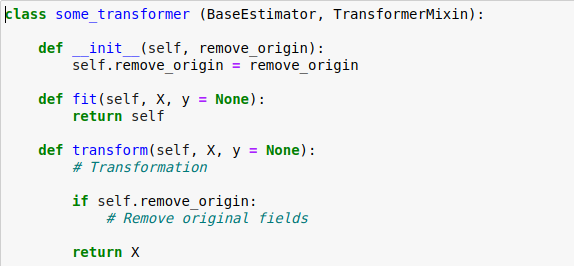 class some_transformer (BaseEstimator, TransformerMixin):
def __init__(self, remove_origin):
self.remove_origin = remove_origin
def fit(self, X, y = None):
return self
def transform(self, X, y = None):
# Transformation
if self.remove_origin:
# Remove original fields
return X